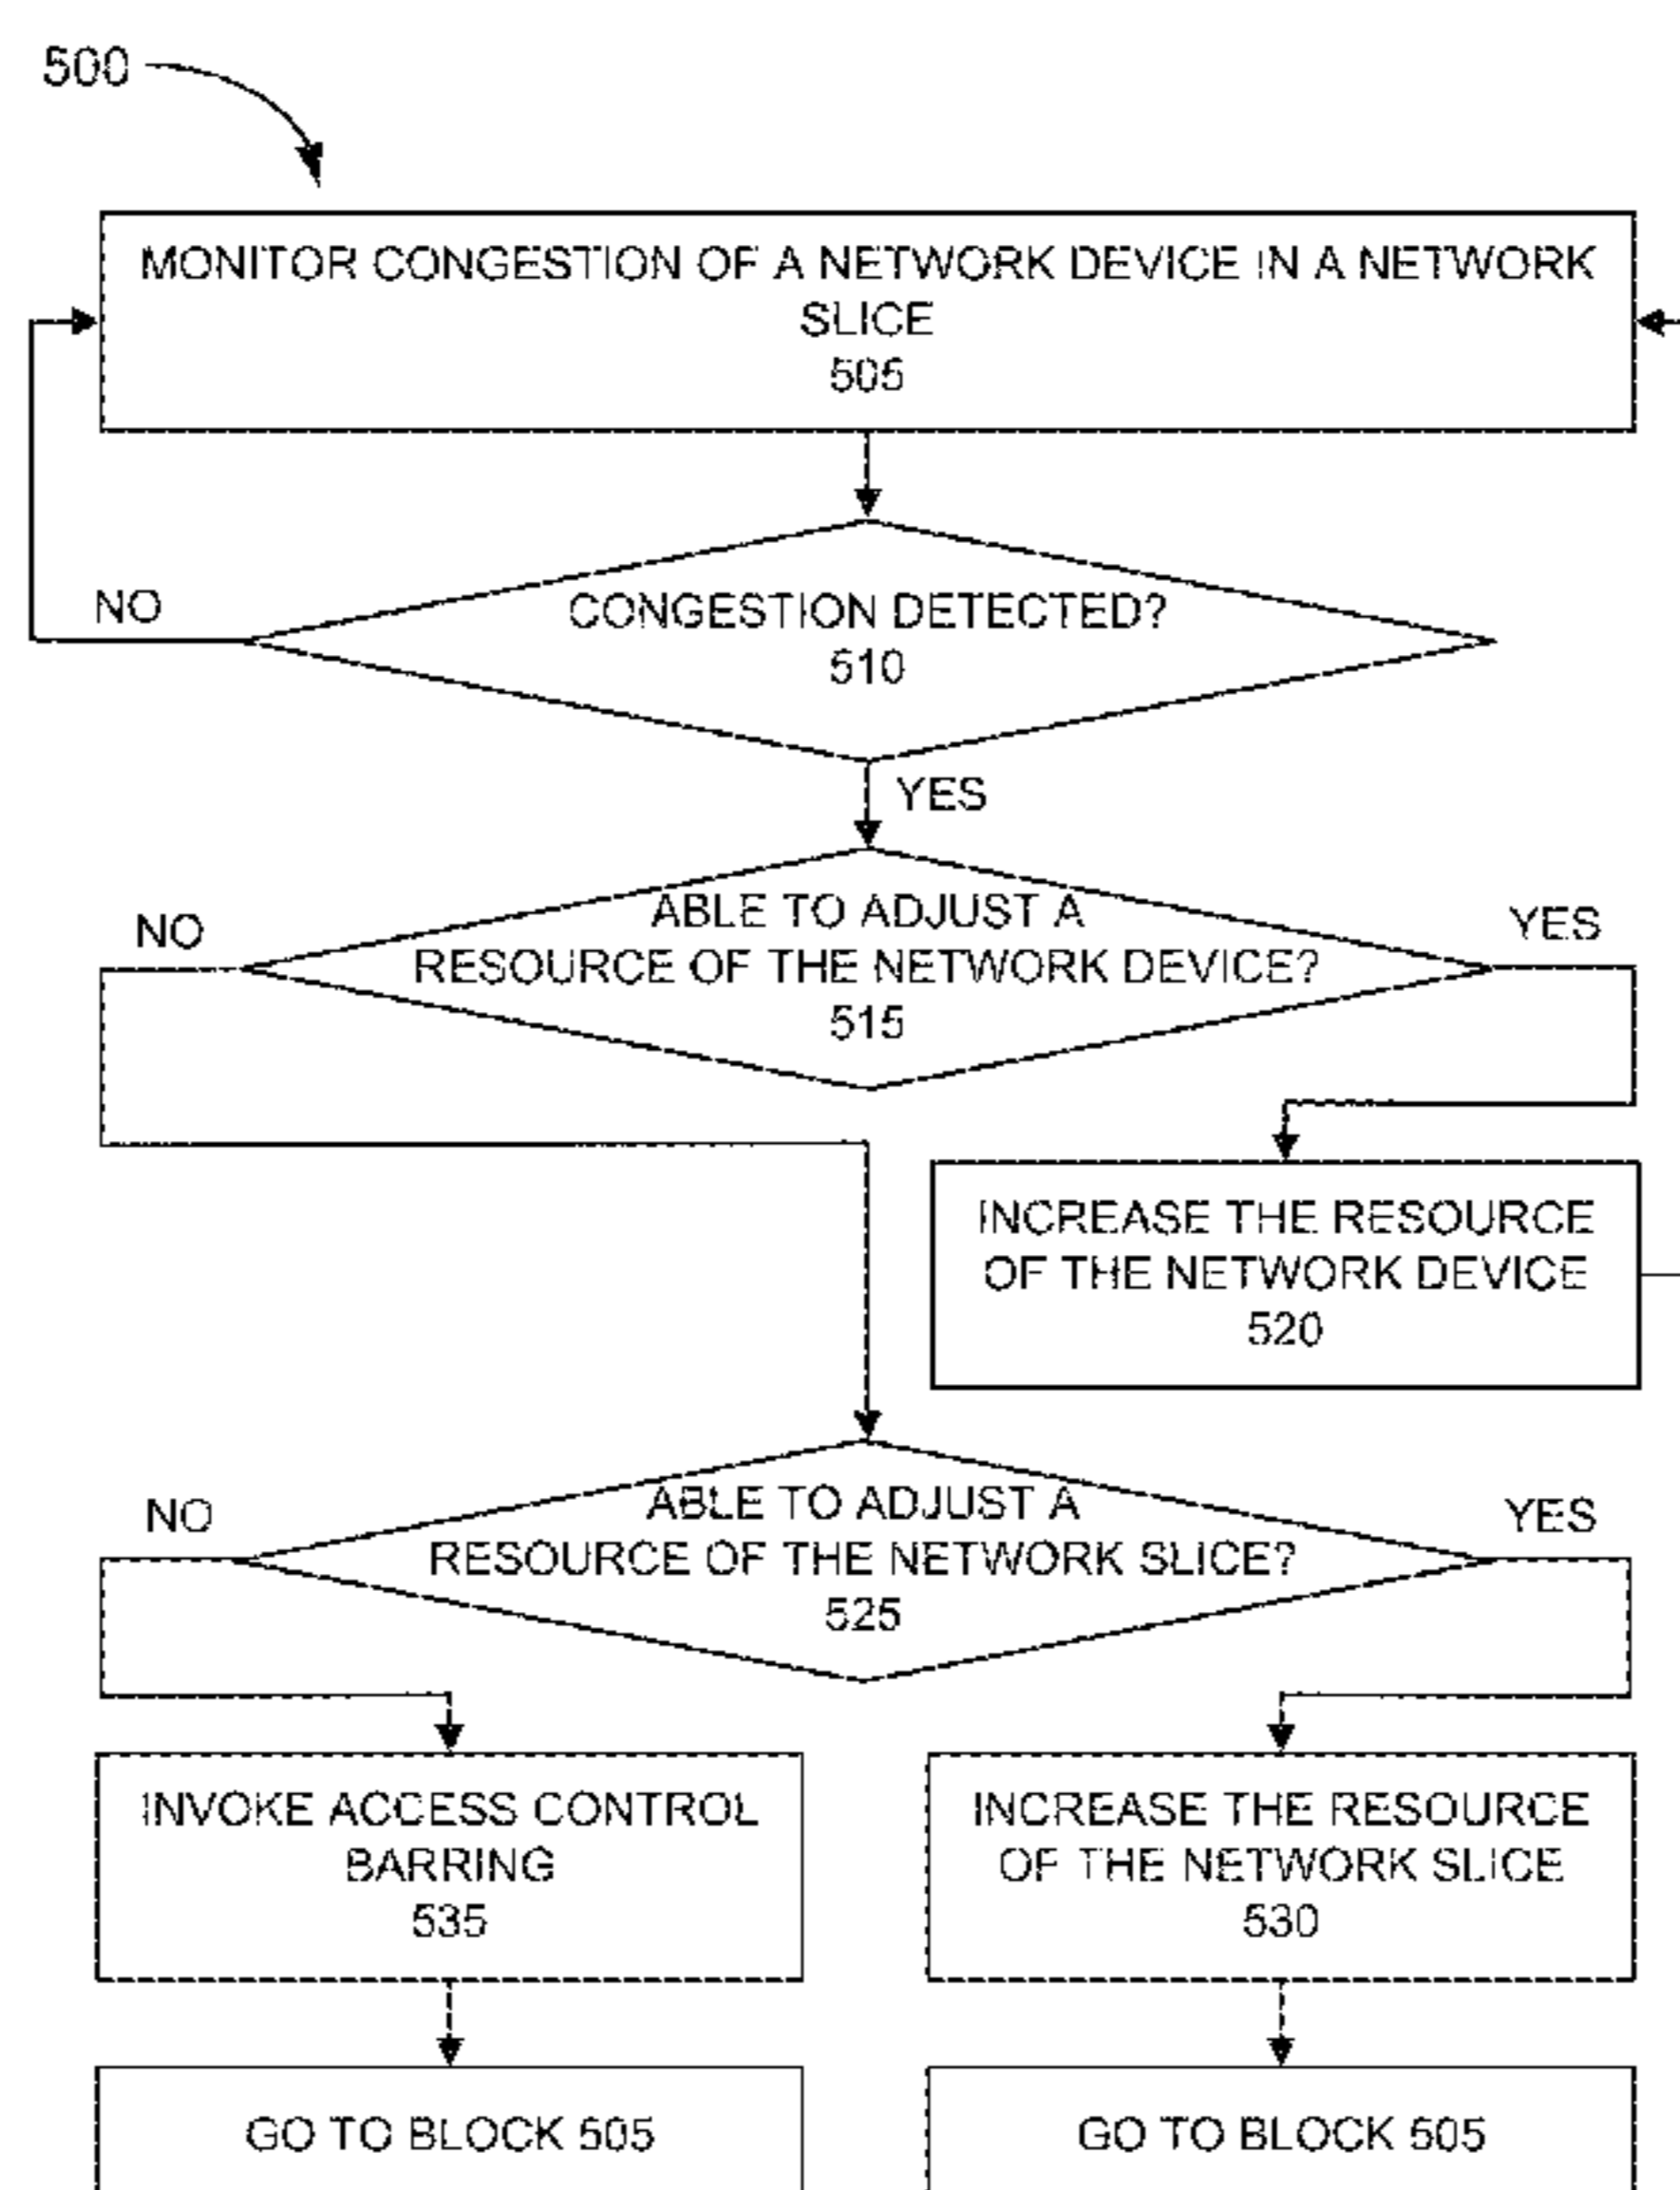 500
MONITOR CONGESTION OF A NETWORK DEVICE IN A NETWORK
SLICE
505
NO
CONGESTION DETECTED?
510
YES
NO
ABLE TO ADJUST A
RESOURCE OF THE NETWORK DEVICE?
515
YES
INCREASE THE RESOURCE
OF THE NETWORK DEVICE
520
NO
ABLE TO ADJUST A
RESOURCE OF THE NETWORK SLICE?
525
YES
INVOKE ACCESS CONTROL
BARRING
535
INCREASE THE RESOURCE
OF THE NETWORK SLICE
530
GO TO BLOCK 505
GO TO BLOCK 505